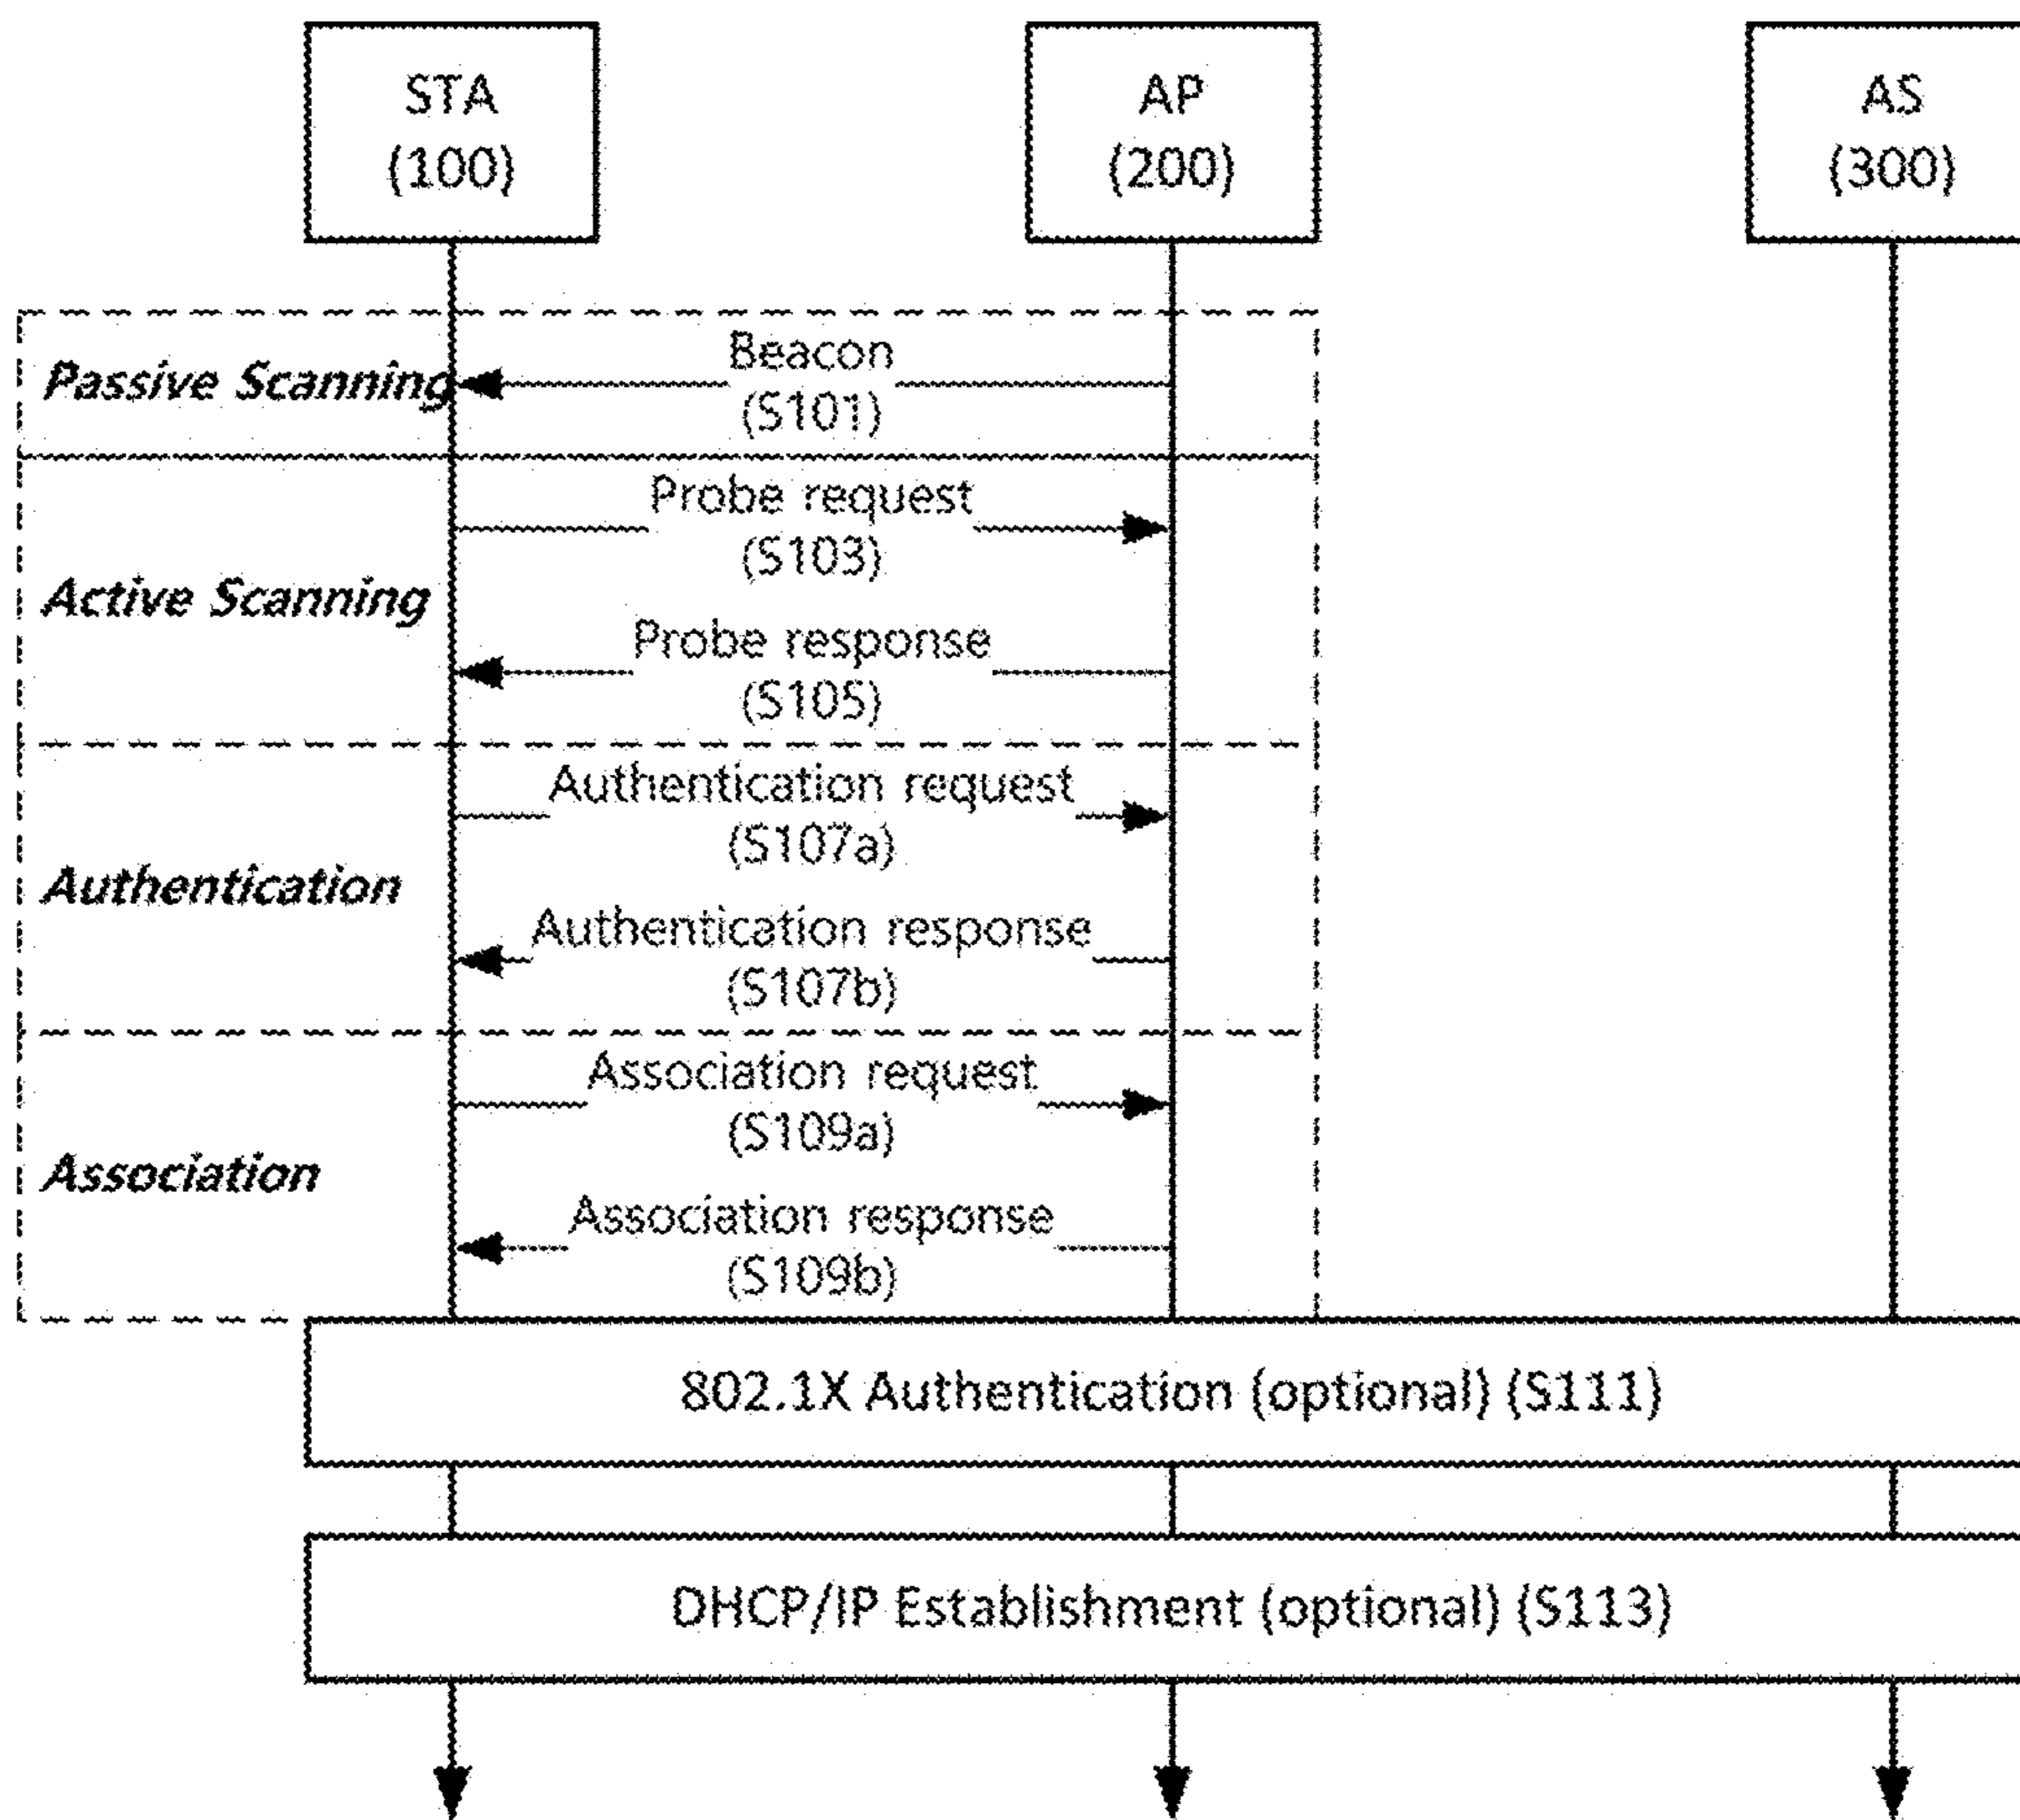 STA
(100)
AP
(200)
AS
(300)
Passive Scanning
Beacon
(S101)
Active Scanning
Probe request
(S103)
Probe response
(S105)
Authentication
Authentication request
(S107a)
Authentication response
(S107b)
Association
Association request
(S109a)
Association response
(S109b)
802.1X Authentication (optional) (S111)
DHCP/IP Establishment (optional) (S113)